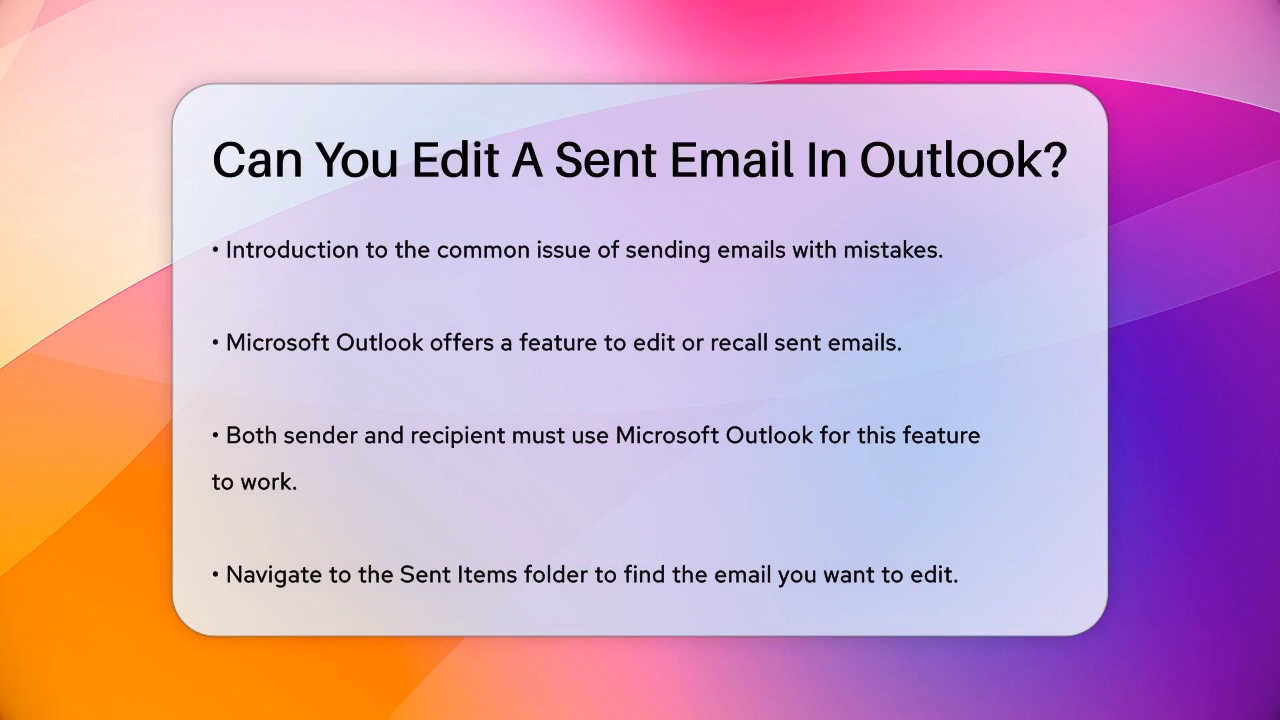 Can You Edit A Sent Email In Outlook?
• Introduction to the common issue of sending emails with mistakes.
• Microsoft Outlook offers a feature to edit or recall sent emails.
• Both sender and recipient must use Microsoft Outlook for this feature
to work.
• Navigate to the Sent Items folder to find the email you want to edit.